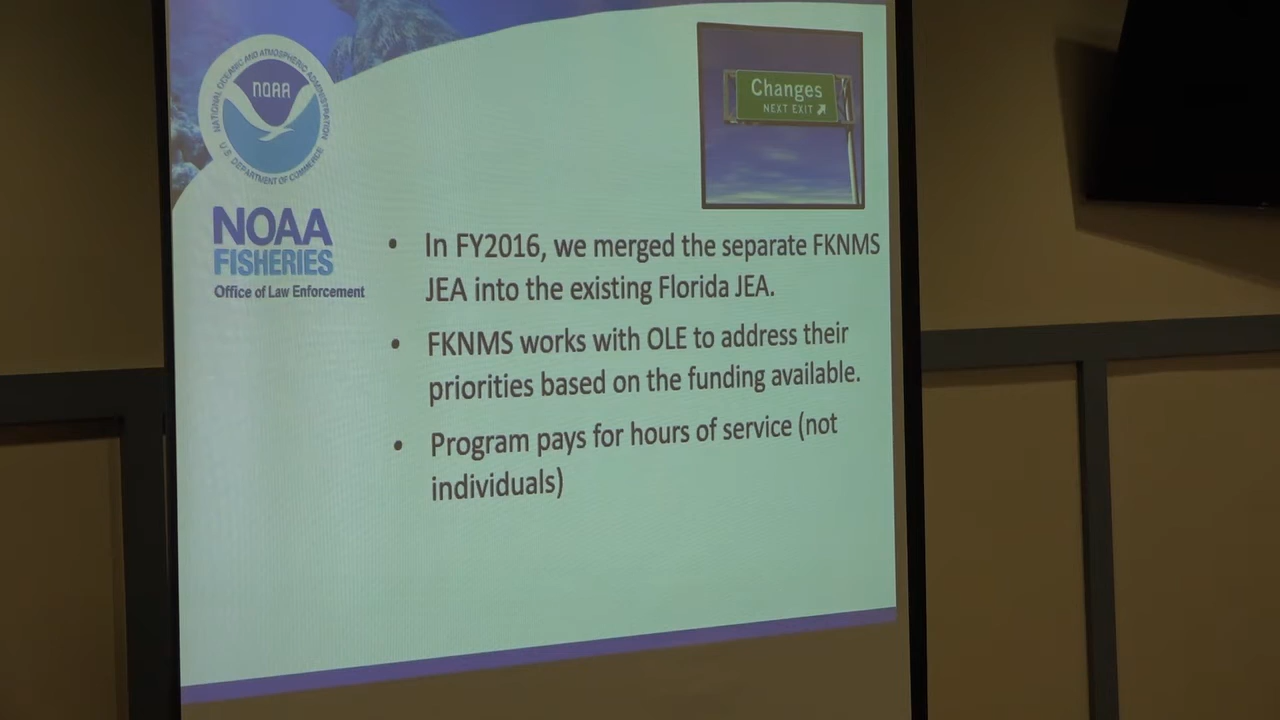 NATIONAL OCEANIC AND ATMOSPHERIC ADMINISTRATION
NOAA
U.S. DEPARTMENT OF COMMERCE
NOAA
FISHERIES
Office of Law Enforcement
Changes
NEXT EXIT
• In FY2016, we merged the separate FKNMS
JEA into the existing Florida JEA.
• FKNMS works with OLE to address their
priorities based on the funding available.
• Program pays for hours of service (not
individuals)